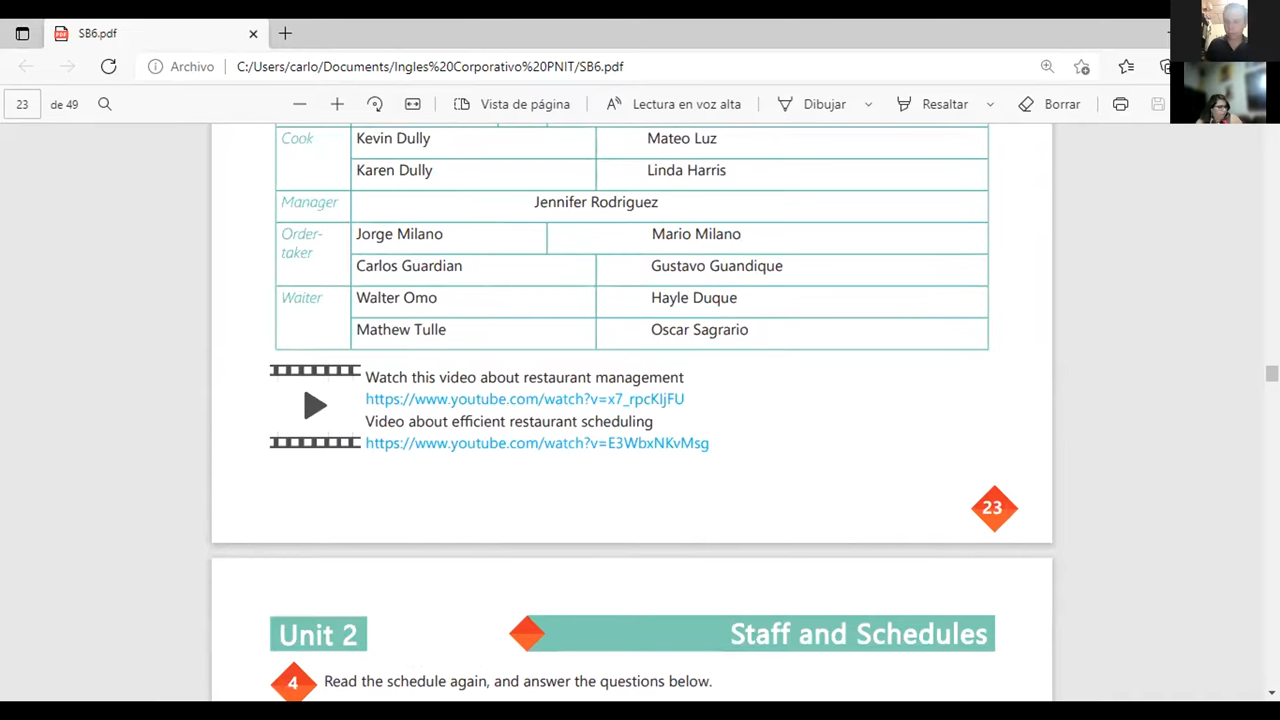 SB6.pdf
Archivo C:/Users/carlo/Documents/Ingles%20Corporativo%20PNIT/SB6.pdf
23 de 49 Vista de página Lectura en voz alta Dibujar Resaltar Borrar
Cook Kevin Dully Mateo Luz
Karen Dully Linda Harris
Manager Jennifer Rodriguez
Order-
taker
Jorge Milano Mario Milano
Carlos Guardian Gustavo Guandique
Waiter Walter Omo Hayle Duque
Mathew Tulle Oscar Sagrario
Watch this video about restaurant management
https://www.youtube.com/watch?v=x7_rpcKIjFU
Video about efficient restaurant scheduling
https://www.youtube.com/watch?v=E3WbxNKvMsg
23
Unit 2 Staff and Schedules
4 Read the schedule again, and answer the questions below.